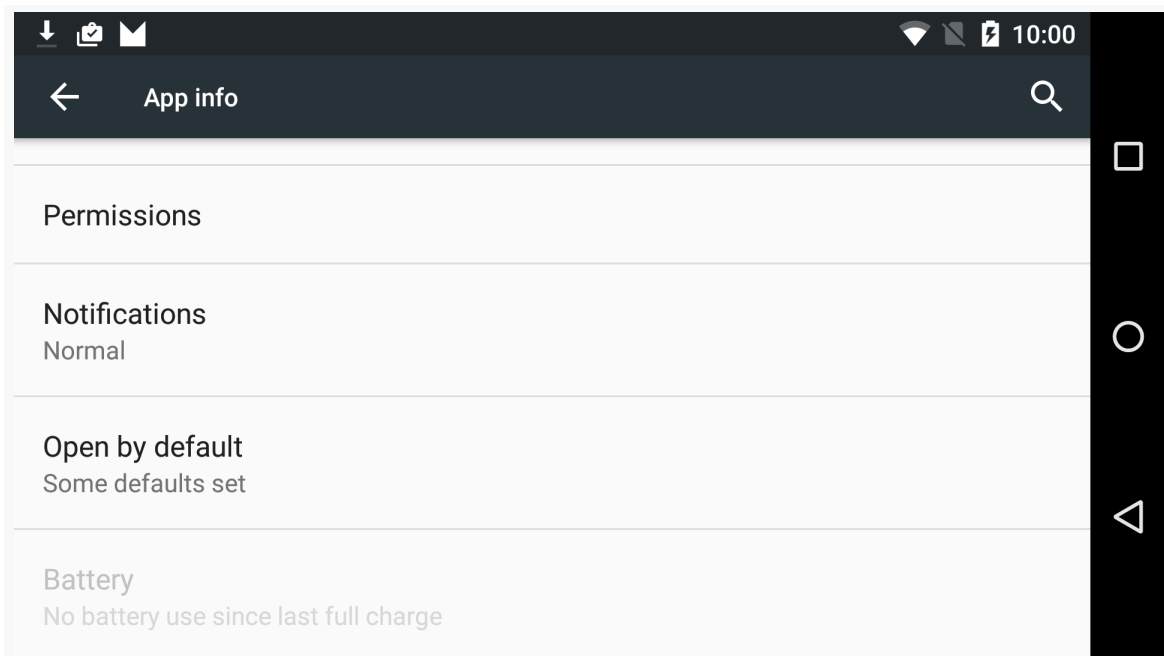 10:00
App info
Permissions
Notifications
Normal
Open by default
Some defaults set
Battery
No battery use since last full charge